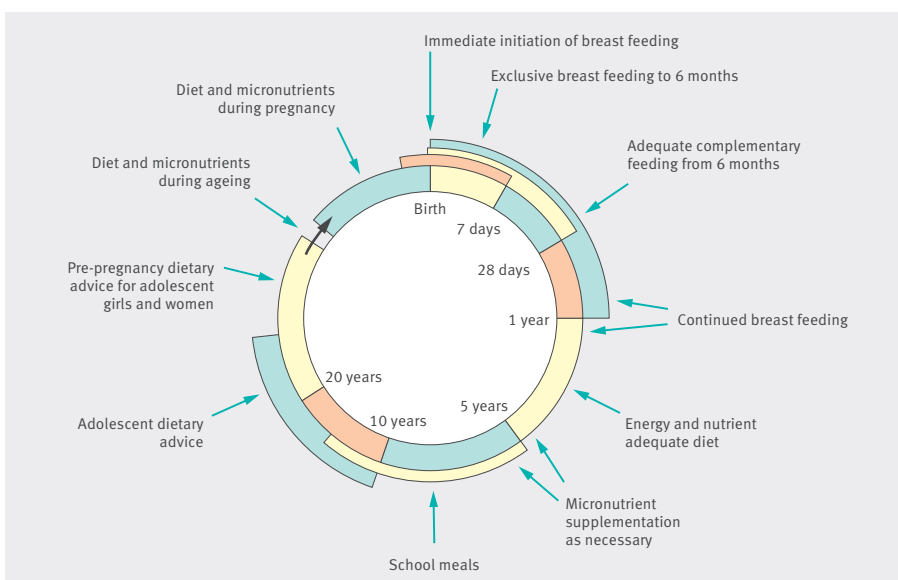 Immediate initiation of breast feeding
Exclusive breast feeding to 6 months
Diet and micronutrients
during pregnancy
Adequate complementary
feeding from 6 months
Diet and micronutrients
during ageing
Birth
7 days
28 days
1 year
5 years
10 years
20 years
Pre-pregnancy dietary
advice for adolescent
girls and women
Continued breast feeding
Adolescent dietary
advice
Energy and nutrient
adequate diet
Micronutrient
supplementation
as necessary
School meals